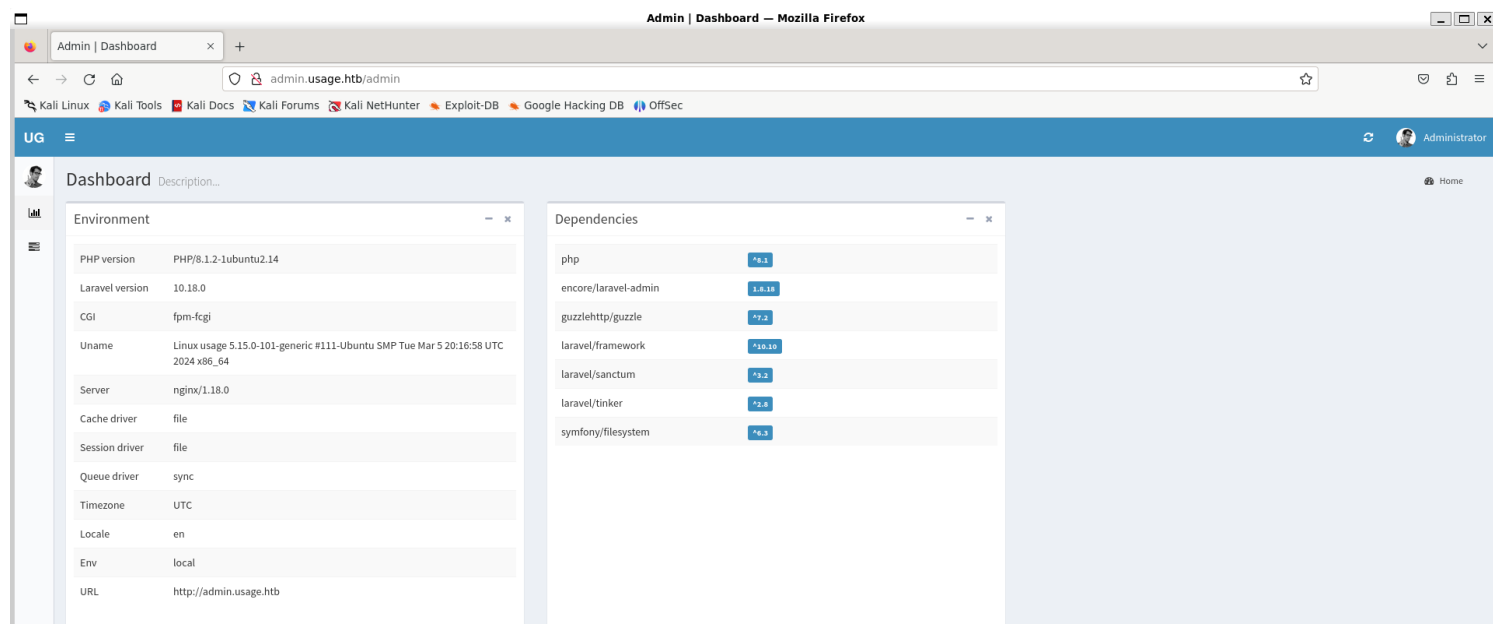 Admin | Dashboard — Mozilla Firefox
Admin | Dashboard
admin.usage.htb/admin
Kali Linux Kali Tools Kali Docs Kali Forums Kali NetHunter Exploit-DB Google Hacking DB OffSec
UG Administrator
Dashboard Description...
Home
Environment
PHP version PHP/8.1.2-1ubuntu2.14
Laravel version 10.18.0
CGI fpm-fcgi
Uname Linux usage 5.15.0-101-generic #111-Ubuntu SMP Tue Mar 5 20:16:58 UTC
2024 x86_64
Server nginx/1.18.0
Cache driver file
Session driver file
Queue driver sync
Timezone UTC
Locale en
Env local
URL http://admin.usage.htb
Dependencies
php ^8.1
encore/laravel-admin 1.8.18
guzzlehttp/guzzle ^7.2
laravel/framework ^10.10
laravel/sanctum ^3.2
laravel/tinker ^2.8
symfony/filesystem ^6.3